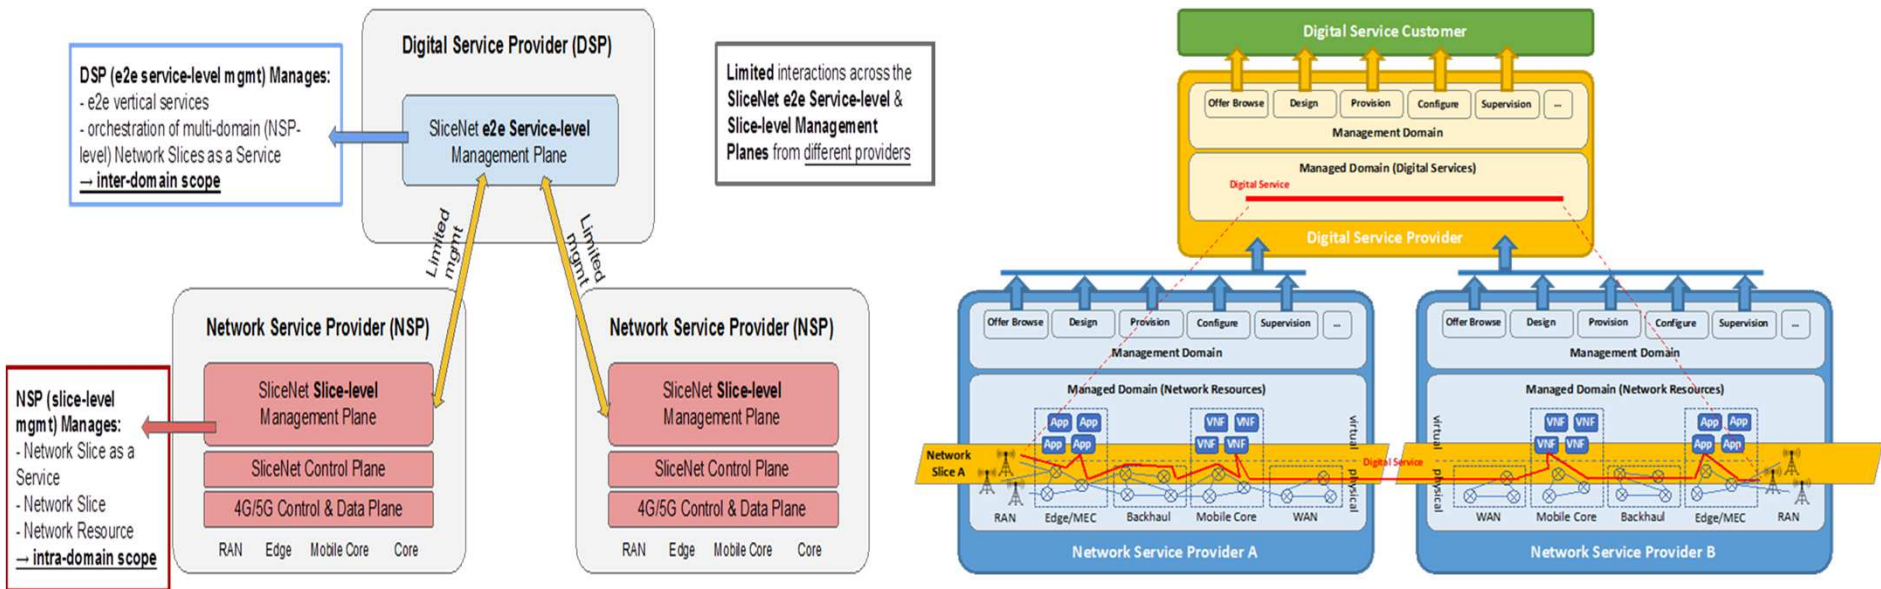 Digital Service Provider (DSP)
DSP (e2e service-level mgmt) Manages:
- e2e vertical services
- orchestration of multi-domain (NSP-
level) Network Slices as a Service
→ inter-domain scope
SliceNet e2e Service-level
Management Plane
Limited interactions across the
SliceNet e2e Service-level &
Slice-level Management
Planes from different providers
Limited
mgmt
Limited
mgmt
Network Service Provider (NSP)
SliceNet Slice-level
Management Plane
SliceNet Control Plane
4G/5G Control & Data Plane
RAN Edge Mobile Core Core
NSP (slice-level
mgmt) Manages:
- Network Slice as a
Service
- Network Slice
- Network Resource
→ intra-domain scope
Network Service Provider (NSP)
SliceNet Slice-level
Management Plane
SliceNet Control Plane
4G/5G Control & Data Plane
RAN Edge Mobile Core Core
Digital Service Customer
Offer Browse Design Provision Configure Supervision ...
Management Domain
Managed Domain (Digital Services)
Digital Service
Digital Service Provider
Offer Browse Design Provision Configure Supervision ...
Management Domain
Managed Domain (Network Resources)
App App VNF VNF
App App VNF VNF
virtual
physical
Network
Slice A
Digital Service
RAN Edge/MEC Backhaul Mobile Core WAN
Network Service Provider A
Offer Browse Design Provision Configure Supervision ...
Management Domain
Managed Domain (Network Resources)
VNF VNF App App
VNF VNF App App
virtual
physical
WAN Mobile Core Backhaul Edge/MEC RAN
Network Service Provider B